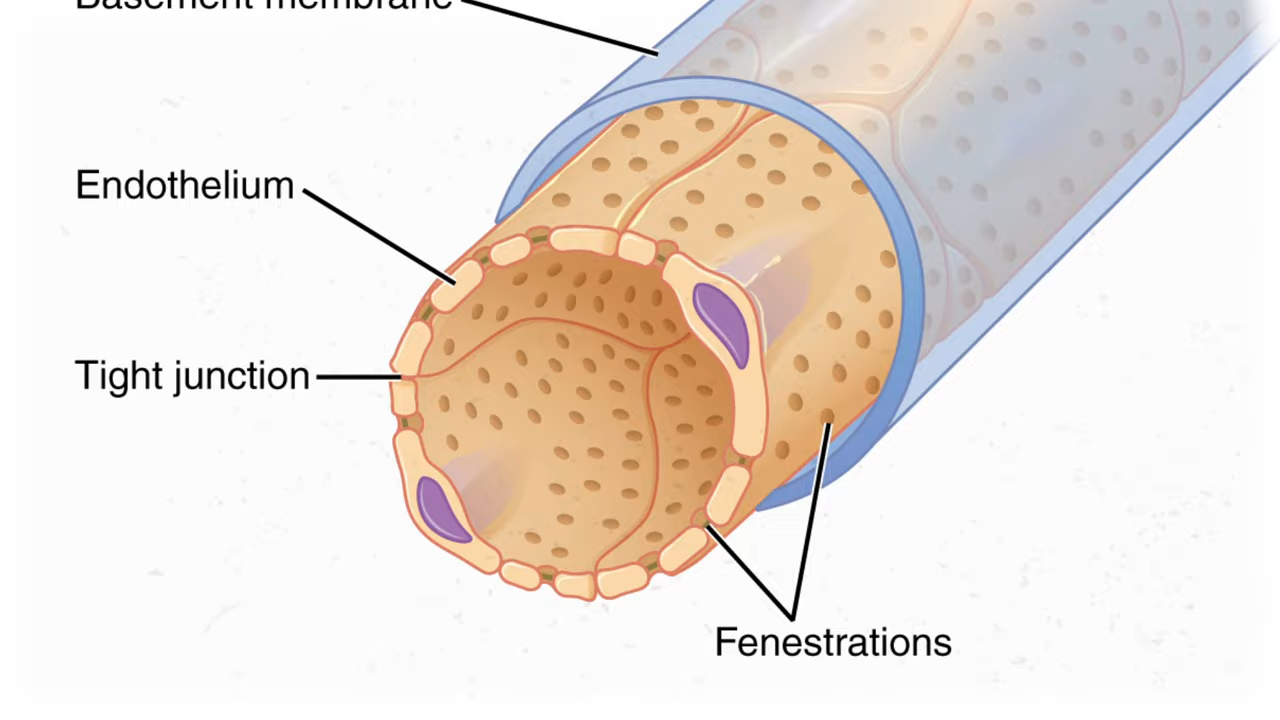 Basement membrane
Endothelium
Tight junction
Fenestrations